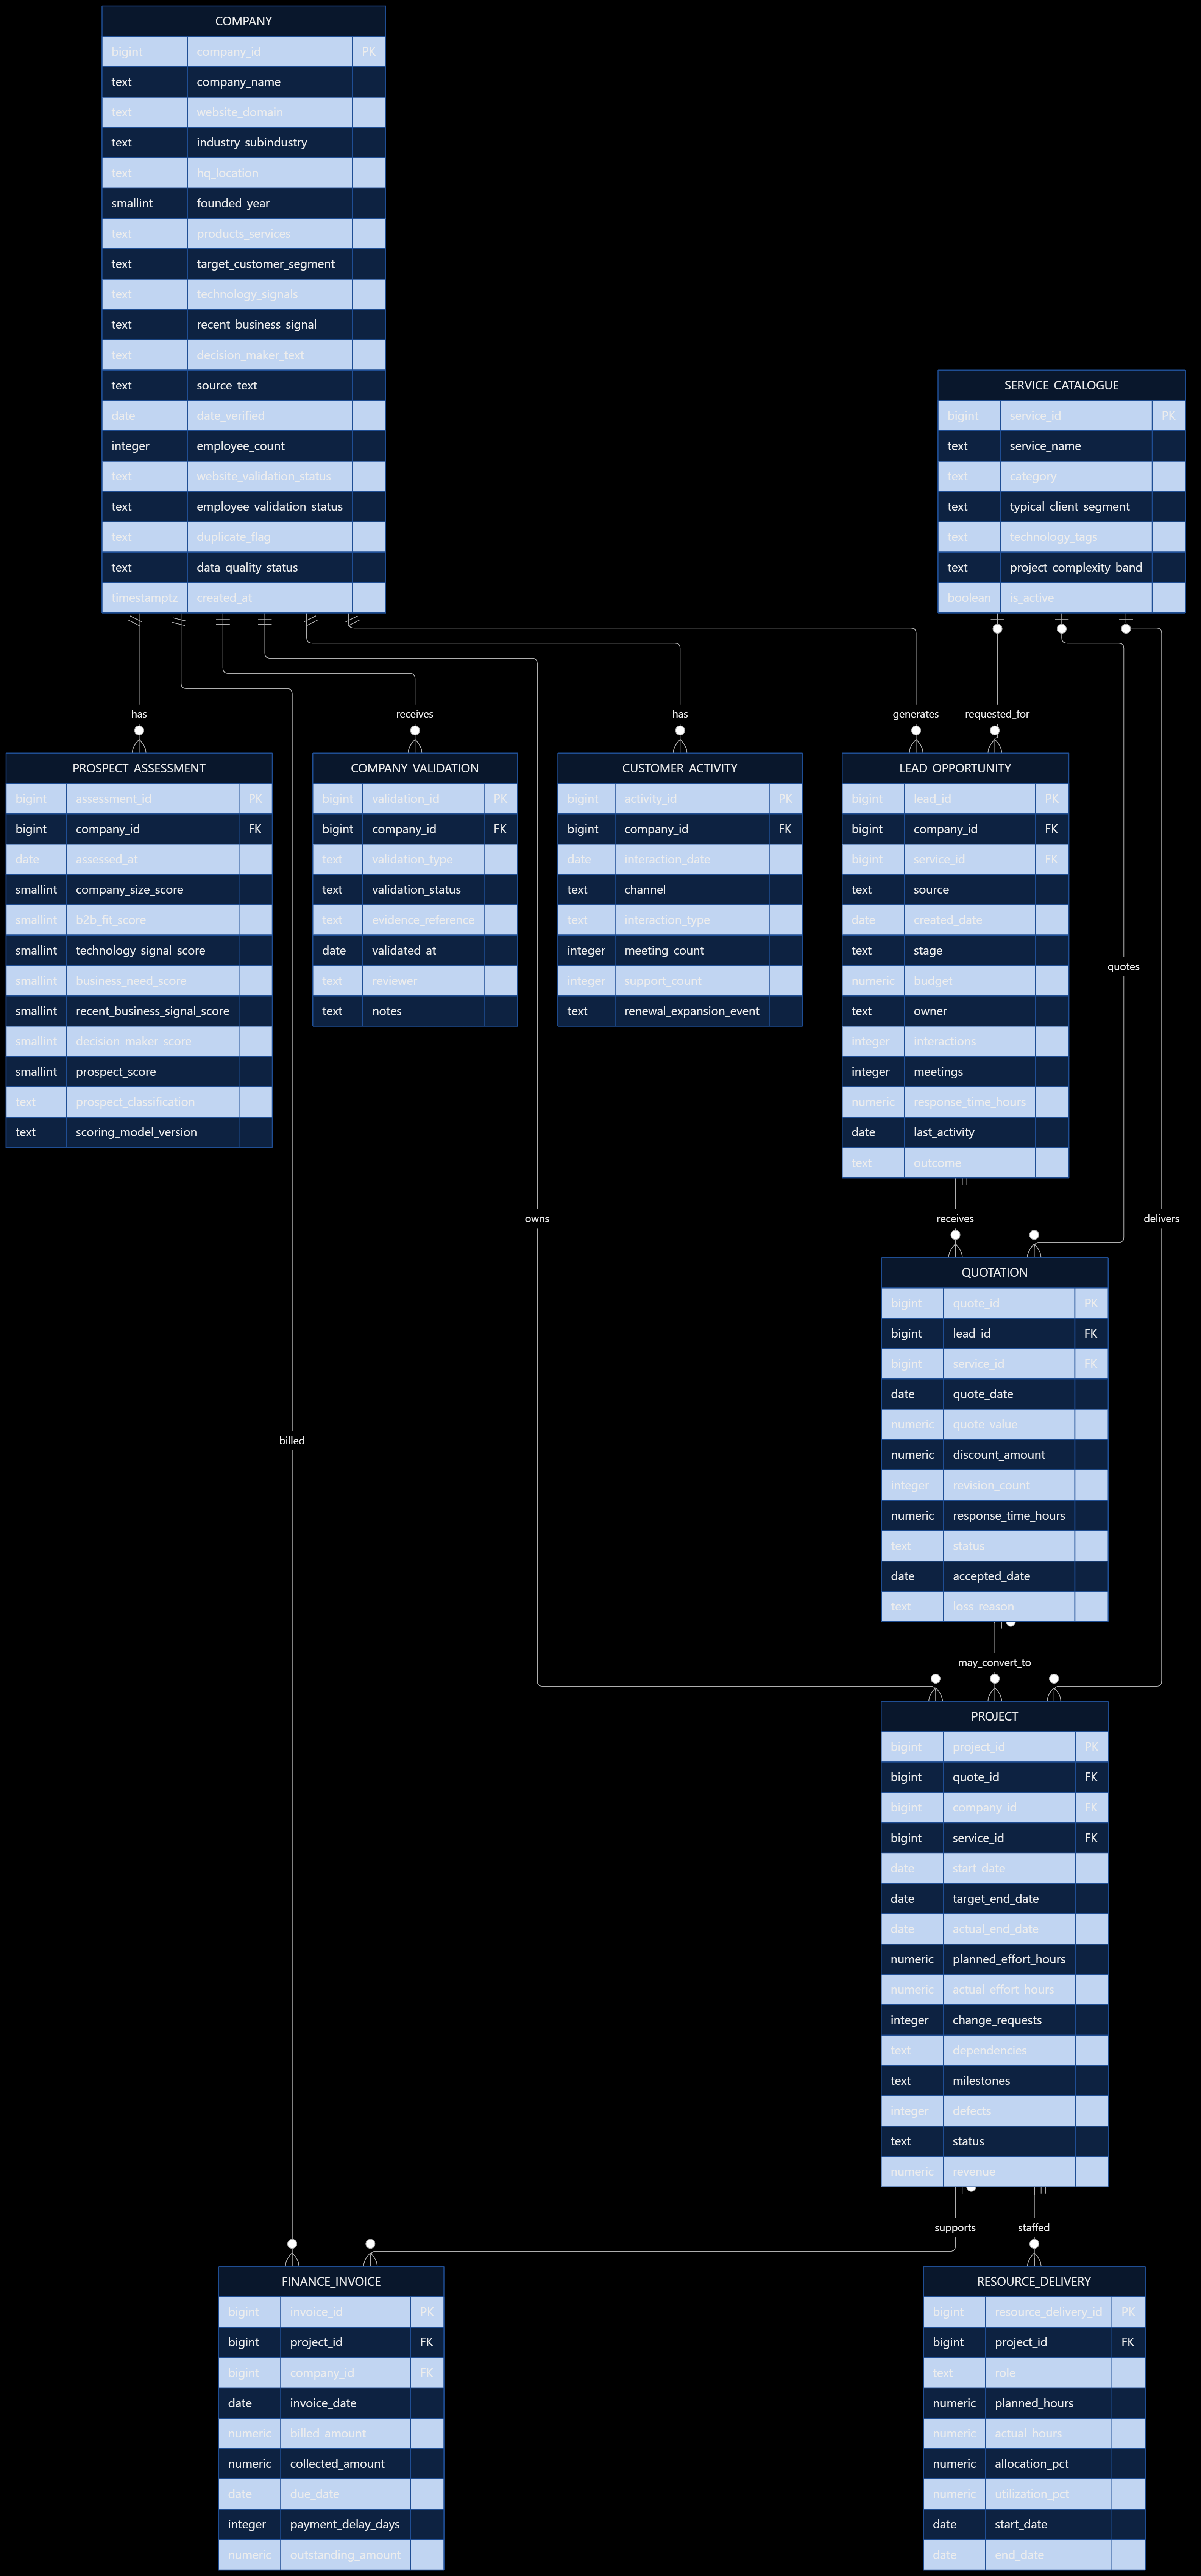 COMPANY
bigint company_id PK
text company_name
text website_domain
text industry_subindustry
text hq_location
smallint founded_year
text products_services
text target_customer_segment
text technology_signals
text recent_business_signal
text decision_maker_text
text source_text
date date_verified
integer employee_count
text website_validation_status
text employee_validation_status
text duplicate_flag
text data_quality_status
timestamptz created_at
SERVICE_CATALOGUE
bigint service_id PK
text service_name
text category
text typical_client_segment
text technology_tags
text project_complexity_band
boolean is_active
has
receives
has
generates
requested_for
PROSPECT_ASSESSMENT
bigint assessment_id PK
bigint company_id FK
date assessed_at
smallint company_size_score
smallint b2b_fit_score
smallint technology_signal_score
smallint business_need_score
smallint recent_business_signal_score
smallint decision_maker_score
smallint prospect_score
text prospect_classification
text scoring_model_version
COMPANY_VALIDATION
bigint validation_id PK
bigint company_id FK
text validation_type
text validation_status
text evidence_reference
date validated_at
text reviewer
text notes
CUSTOMER_ACTIVITY
bigint activity_id PK
bigint company_id FK
date interaction_date
text channel
text interaction_type
integer meeting_count
integer support_count
text renewal_expansion_event
LEAD_OPPORTUNITY
bigint lead_id PK
bigint company_id FK
bigint service_id FK
text source
date created_date
text stage
numeric budget
text owner
integer interactions
integer meetings
numeric response_time_hours
date last_activity
text outcome
quotes
owns
receives
delivers
QUOTATION
bigint quote_id PK
bigint lead_id FK
bigint service_id FK
date quote_date
numeric quote_value
numeric discount_amount
integer revision_count
numeric response_time_hours
text status
date accepted_date
text loss_reason
billed
may_convert_to
PROJECT
bigint project_id PK
bigint quote_id FK
bigint company_id FK
bigint service_id FK
date start_date
date target_end_date
date actual_end_date
numeric planned_effort_hours
numeric actual_effort_hours
integer change_requests
text dependencies
text milestones
integer defects
text status
numeric revenue
supports
staffed
FINANCE_INVOICE
bigint invoice_id PK
bigint project_id FK
bigint company_id FK
date invoice_date
numeric billed_amount
numeric collected_amount
date due_date
integer payment_delay_days
numeric outstanding_amount
RESOURCE_DELIVERY
bigint resource_delivery_id PK
bigint project_id FK
text role
numeric planned_hours
numeric actual_hours
numeric allocation_pct
numeric utilization_pct
date start_date
date end_date